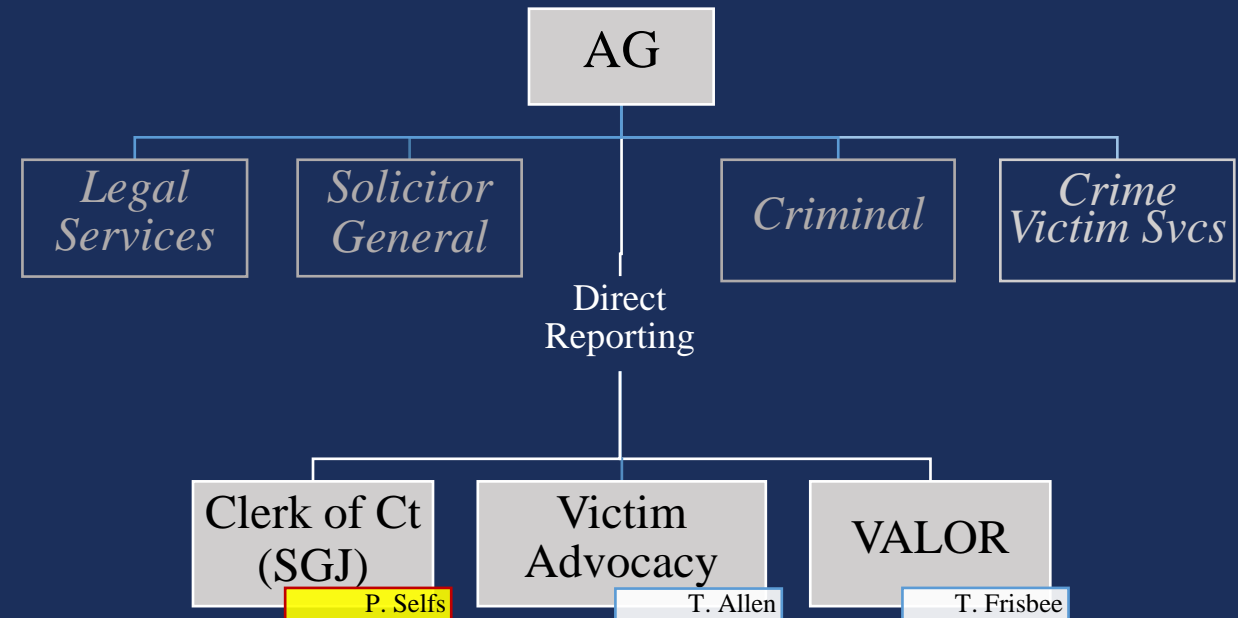 AG
Legal
Services
Solicitor
General
Criminal
Crime
Victim Svcs
Direct
Reporting
Clerk of Ct
(SGJ)
P. Selfs
Victim
Advocacy
T. Allen
VALOR
T. Frisbee